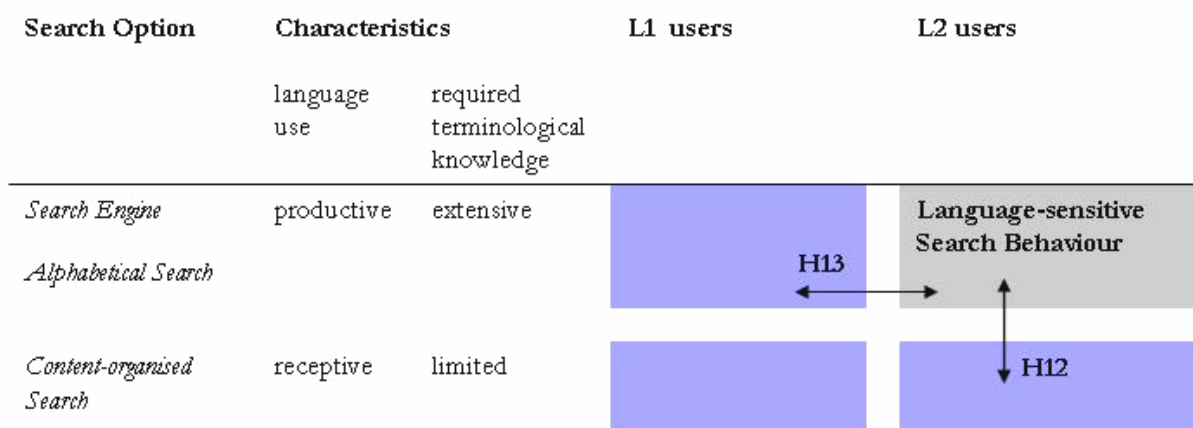 Search Option Characteristics L1 users L2 users
language required
use terminological
knowledge
Search Engine productive extensive Language-sensitive
Search Behaviour
Alphabetical Search H13
Content-organised receptive limited H12
Search